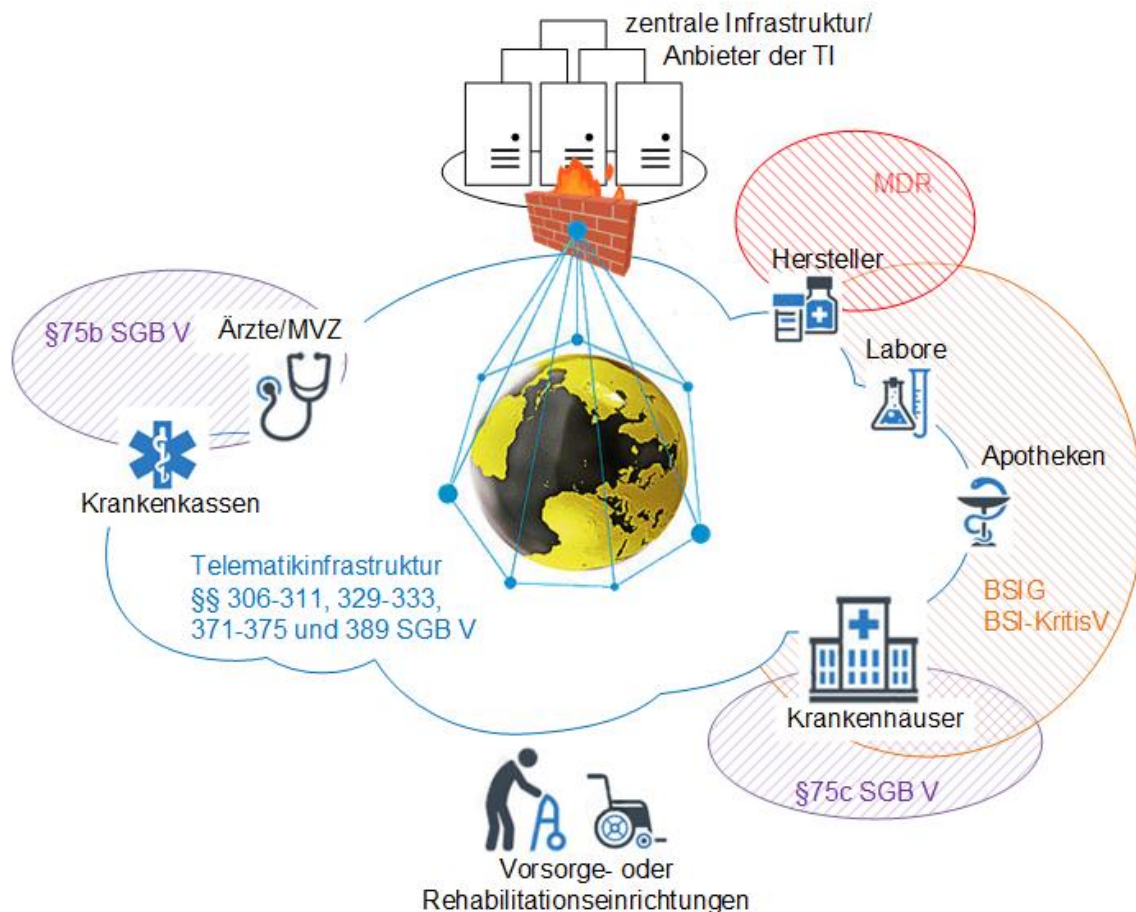 zentrale Infrastruktur/
Anbieter der TI
MDR
Hersteller
§75b SGB V
Ärzte/MVZ
Labore
Apotheken
Krankenkassen
Telematikinfrastruktur
§§ 306-311, 329-333,
371-375 und 389 SGB V
BSIG
BSI-KritisV
Krankenhäuser
§75c SGB V
Vorsorge- oder
Rehabilitationseinrichtungen